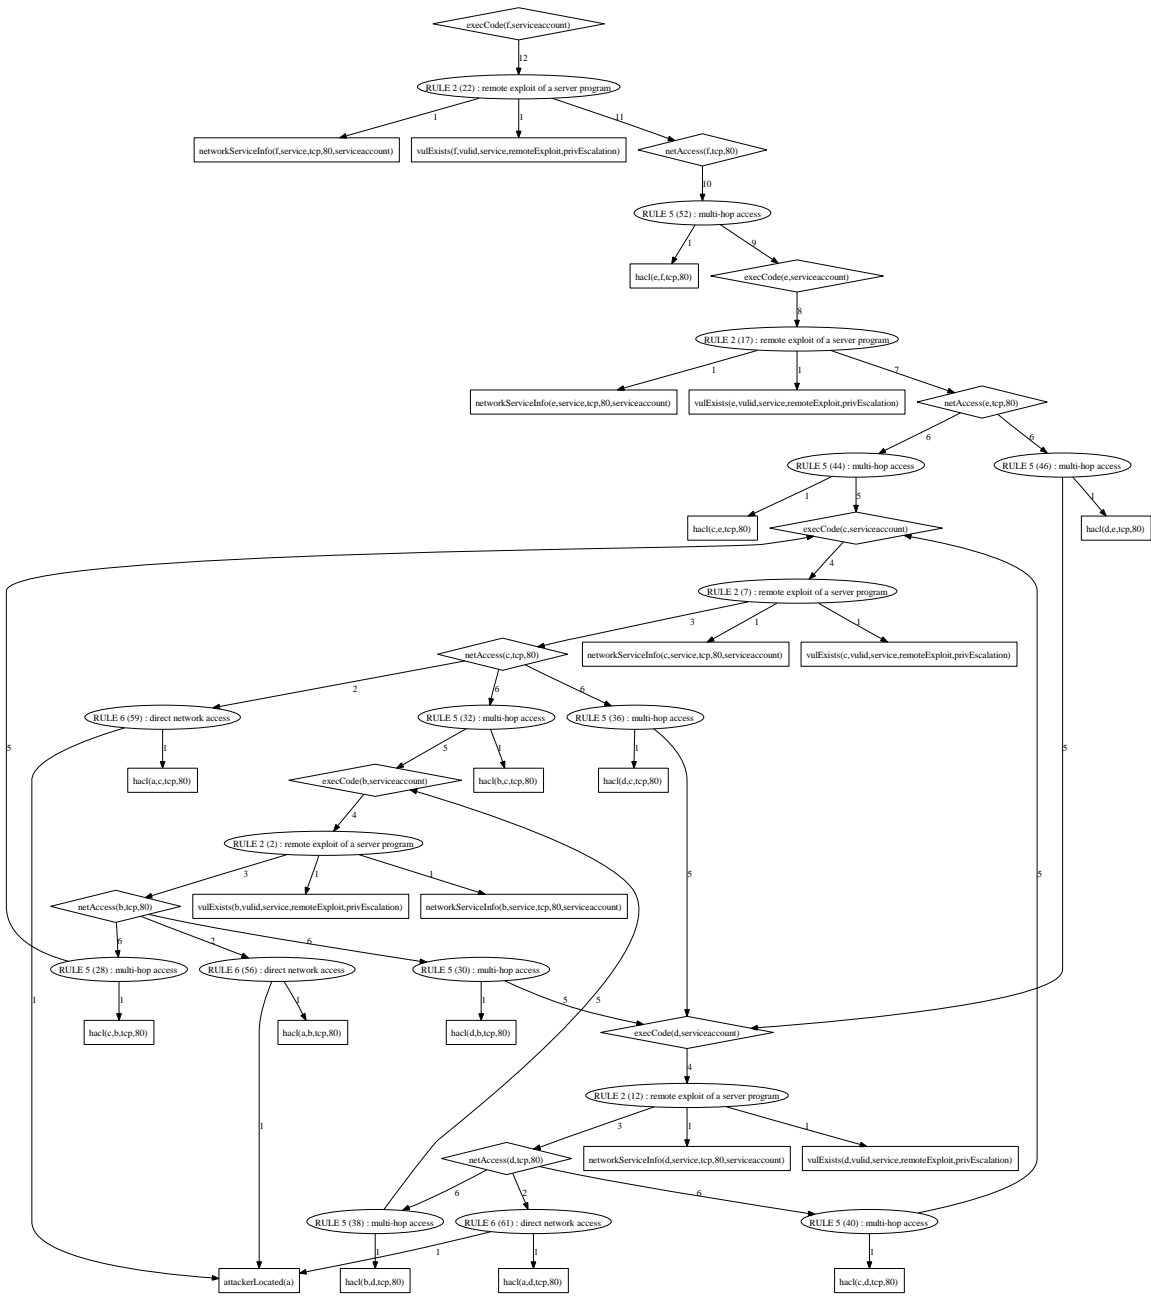 execCode(f,serviceaccount)
12
RULE 2 (22) : remote exploit of a server program
1
1
11
networkServiceInfo(f,service,tcp,80,serviceaccount)
vulExists(f,vulid,service,remoteExploit,privEscalation)
netAccess(f,tcp,80)
10
RULE 5 (52) : multi-hop access
1
9
hacl(e,f,tcp,80)
execCode(e,serviceaccount)
8
RULE 2 (17) : remote exploit of a server program
1
1
7
networkServiceInfo(e,service,tcp,80,serviceaccount)
vulExists(e,vulid,service,remoteExploit,privEscalation)
netAccess(e,tcp,80)
6
6
RULE 5 (44) : multi-hop access
RULE 5 (46) : multi-hop access
1
5
1
hacl(c,e,tcp,80)
execCode(c,serviceaccount)
hacl(d,e,tcp,80)
4
RULE 2 (7) : remote exploit of a server program
3
1
1
netAccess(c,tcp,80)
networkServiceInfo(c,service,tcp,80,serviceaccount)
vulExists(c,vulid,service,remoteExploit,privEscalation)
2
6
6
RULE 6 (59) : direct network access
RULE 5 (32) : multi-hop access
RULE 5 (36) : multi-hop access
5
1
5
1
1
5
hacl(a,c,tcp,80)
execCode(b,serviceaccount)
hacl(b,c,tcp,80)
hacl(d,c,tcp,80)
4
RULE 2 (2) : remote exploit of a server program
3
1
1
5
5
netAccess(b,tcp,80)
vulExists(b,vulid,service,remoteExploit,privEscalation)
networkServiceInfo(b,service,tcp,80,serviceaccount)
6
2
6
RULE 5 (28) : multi-hop access
RULE 6 (56) : direct network access
RULE 5 (30) : multi-hop access
1
1
1
1
5
5
hacl(c,b,tcp,80)
hacl(a,b,tcp,80)
hacl(d,b,tcp,80)
execCode(d,serviceaccount)
4
RULE 2 (12) : remote exploit of a server program
1
3
1
1
netAccess(d,tcp,80)
networkServiceInfo(d,service,tcp,80,serviceaccount)
vulExists(d,vulid,service,remoteExploit,privEscalation)
6
2
6
RULE 5 (38) : multi-hop access
RULE 6 (61) : direct network access
RULE 5 (40) : multi-hop access
1
1
1
1
attackerLocated(a)
hacl(b,d,tcp,80)
hacl(a,d,tcp,80)
hacl(c,d,tcp,80)